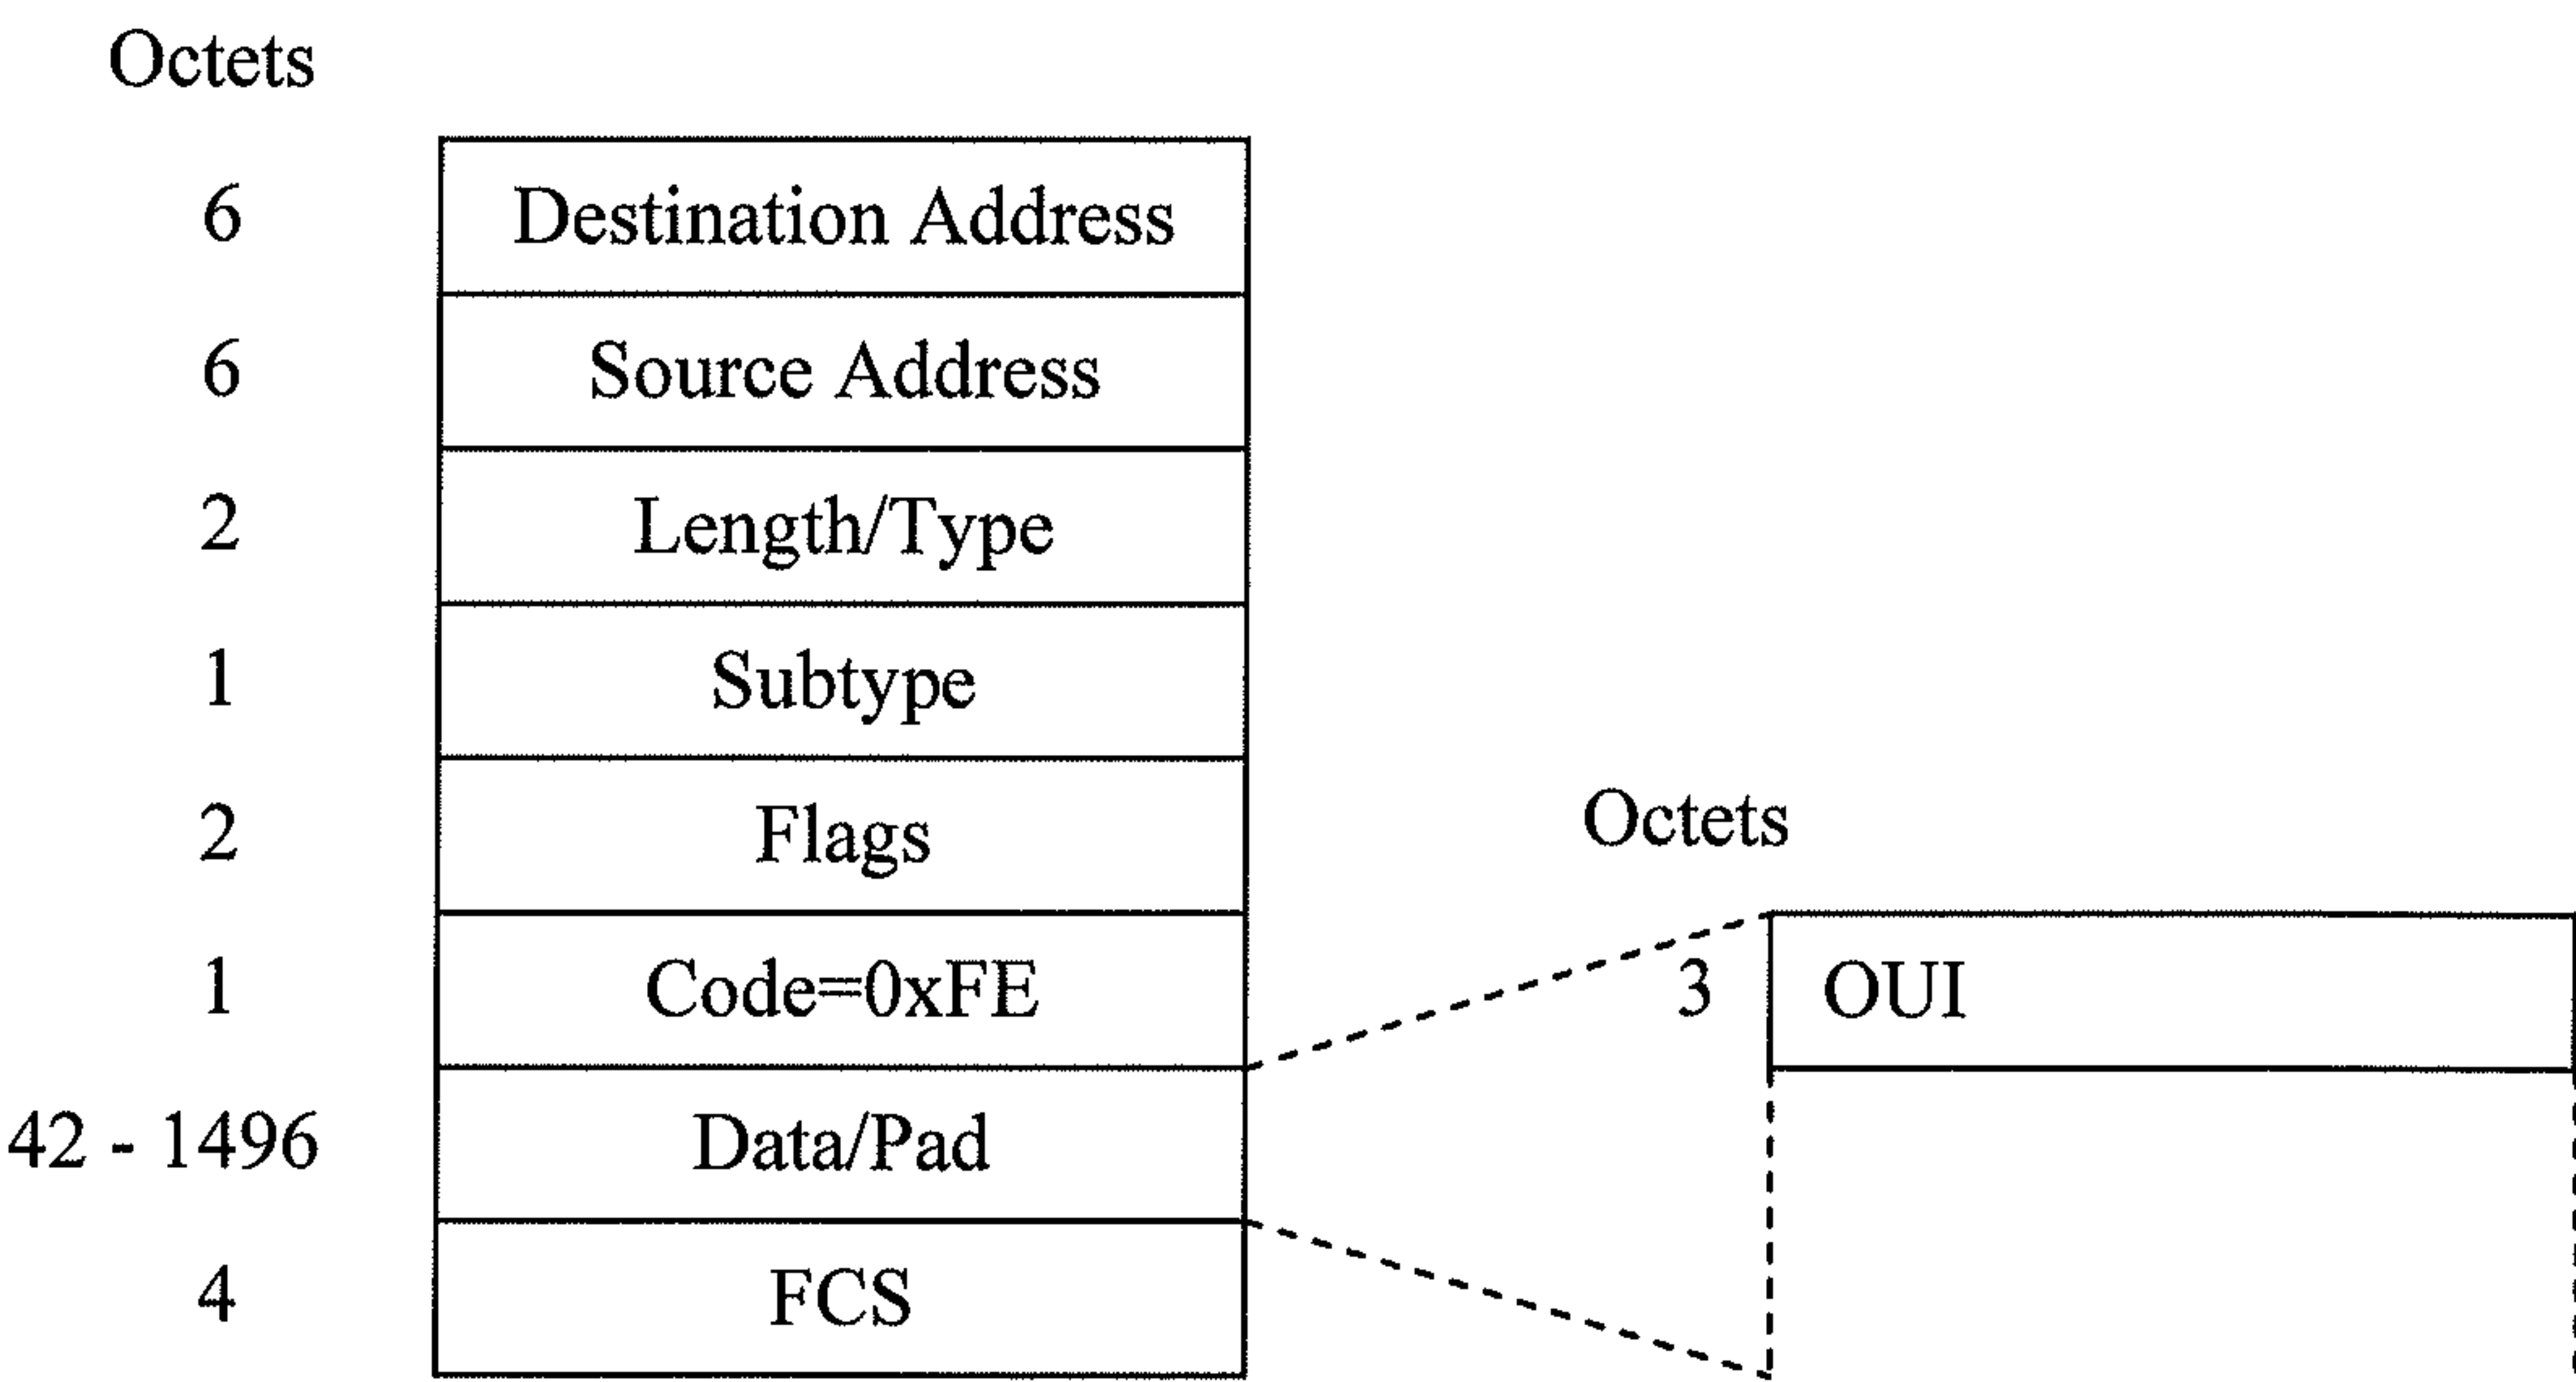 Octets
6 Destination Address
6 Source Address
2 Length/Type
1 Subtype
2 Flags
Octets
1 Code=0xFE
3 OUI
42 - 1496 Data/Pad
4 FCS